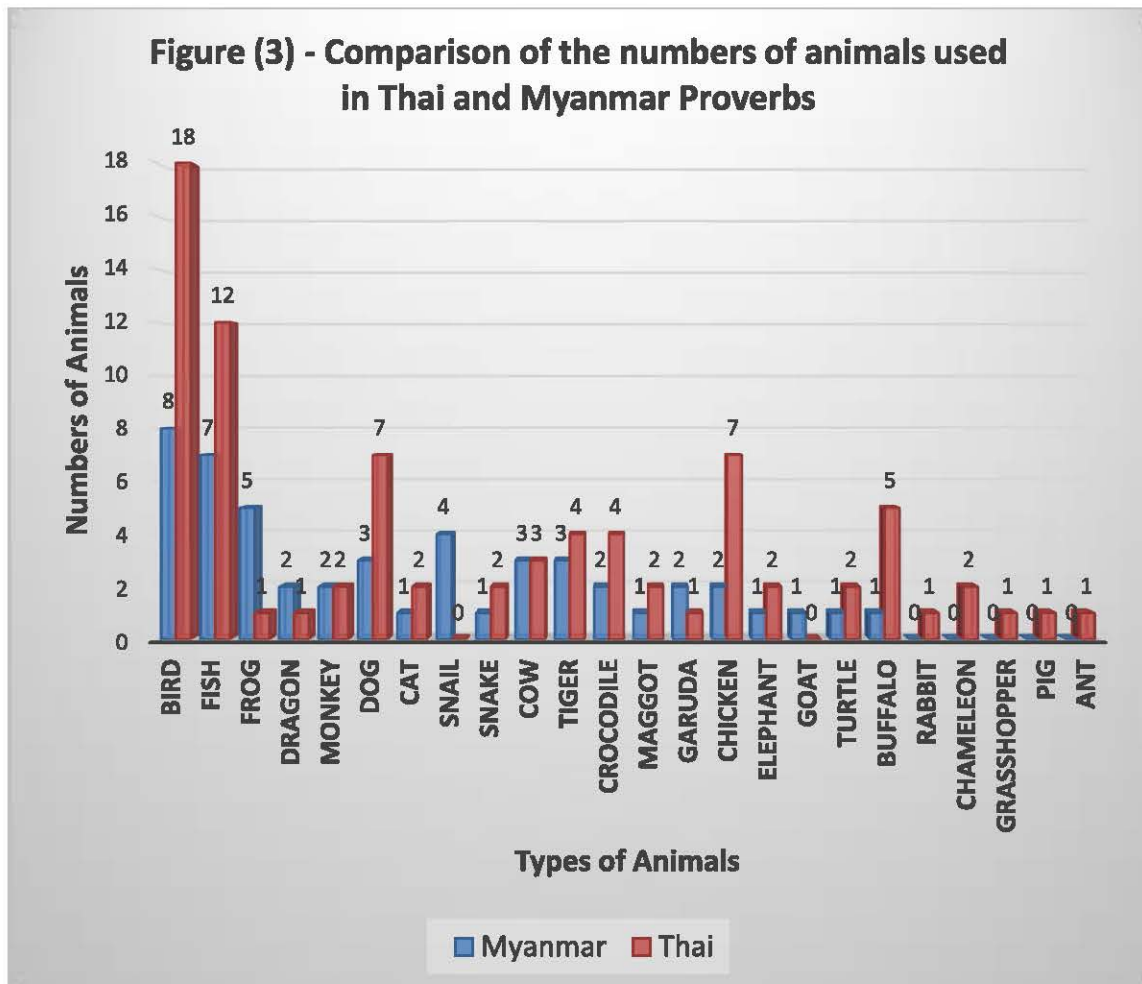 Figure (3) - Comparison of the numbers of animals used
in Thai and Myanmar Proverbs
Numbers of Animals
18
16
14
12
10
8
6
4
2
0
8 18
7 12
5 1
2 1
2 2
3 7
1 2
4 0
1 2
3 3
3 4
2 4
1 2
2 1
2 7
1 2
1 0
1 2
1 5
0 1
0 2
0 1
0 1
0 1
BIRD
FISH
FROG
DRAGON
MONKEY
DOG
CAT
SNAIL
SNAKE
COW
TIGER
CROCODILE
MAGGOT
GARUDA
CHICKEN
ELEPHANT
GOAT
TURTLE
BUFFALO
RABBIT
CHAMELEON
GRASSHOPPER
PIG
ANT
Types of Animals
Myanmar Thai